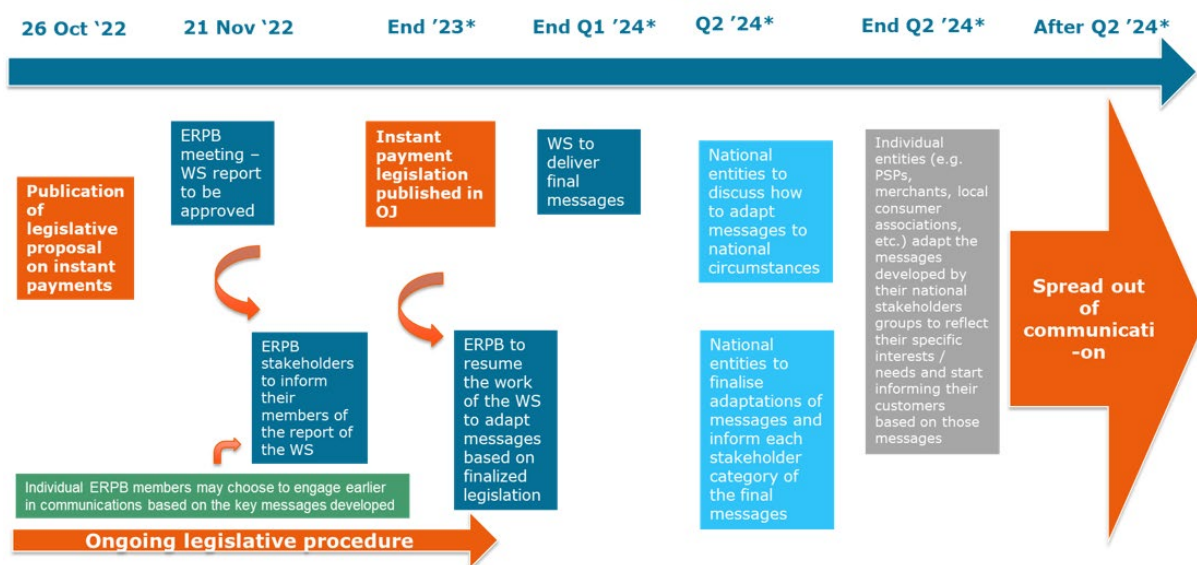 26 Oct ‘22
21 Nov ‘22
End ’23*
End Q1 ’24*
Q2 ’24*
End Q2 ’24*
After Q2 ’24*
Publication
of
legislative
proposal
on instant
payments
ERPB
meeting –
WS report
to be
approved
ERPB
stakeholders
to inform
their
members of
the report of
the WS
Individual ERPB members may choose to engage earlier
in communications based on the key messages developed
Ongoing legislative procedure
Instant
payment
legislation
published in
OJ
ERPB to
resume
the work
of the WS
to adapt
messages
based on
finalized
legislation
WS to
deliver
final
messages
National
entities to
discuss how
to adapt
messages to
national
circumstances
National
entities to
finalise
adaptations of
messages and
inform each
stakeholder
category of
the final
messages
Individual
entities (e.g.
PSPs,
merchants, local
consumer
associations,
etc.) adapt the
messages
developed by
their national
stakeholders
groups to reflect
their specific
interests /
needs and start
informing their
customers
based on those
messages
Spread out
of
communicati
-on